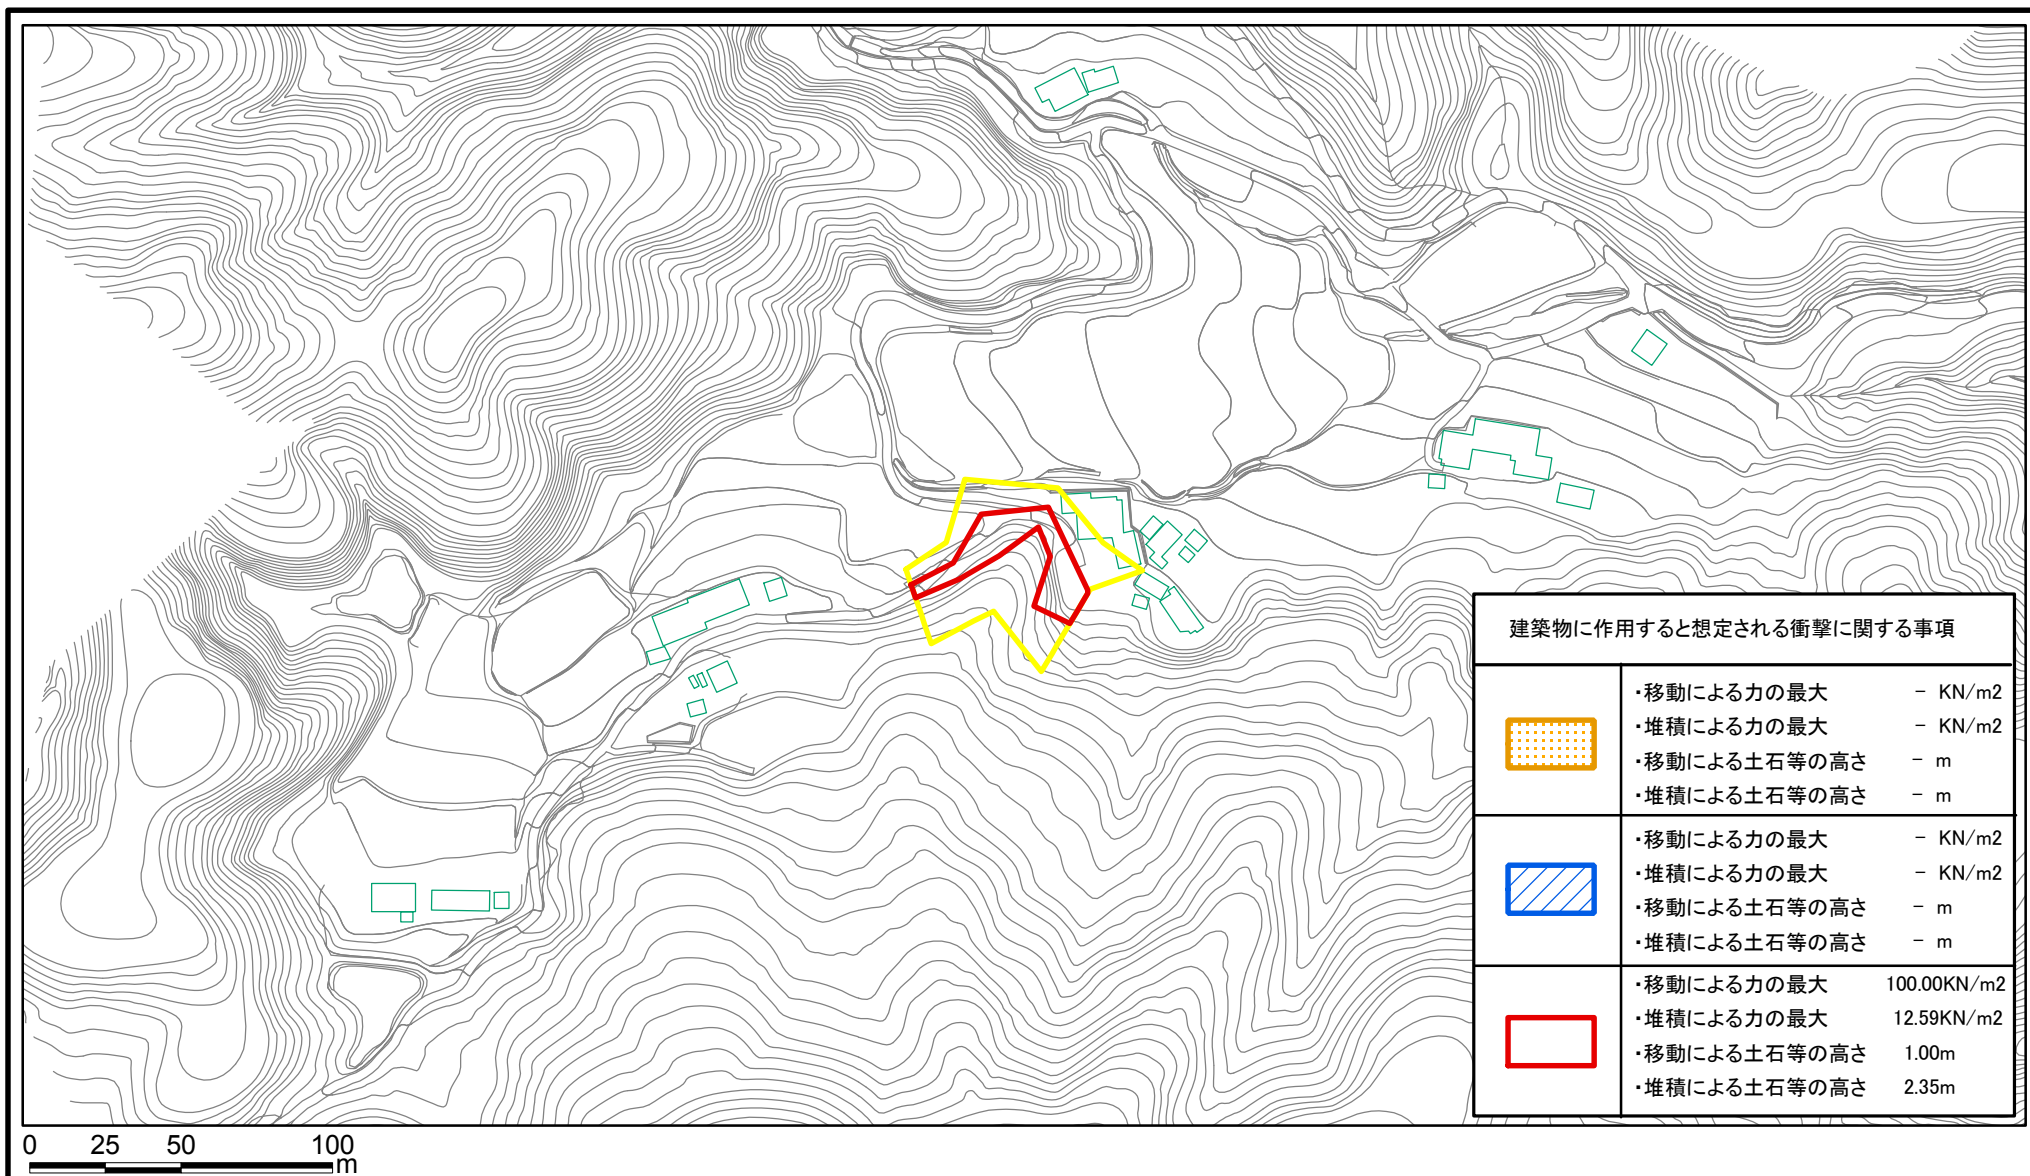 建築物に作用すると想定される衝撃に関する事項
・移動による力の最大 － KN/m2
・堆積による力の最大 － KN/m2
・移動による土石等の高さ － m
・堆積による土石等の高さ － m
・移動による力の最大 － KN/m2
・堆積による力の最大 － KN/m2
・移動による土石等の高さ － m
・堆積による土石等の高さ － m
・移動による力の最大 100.00KN/m2
・堆積による力の最大 12.59KN/m2
・移動による土石等の高さ 1.00m
・堆積による土石等の高さ 2.35m
0 25 50 100
m